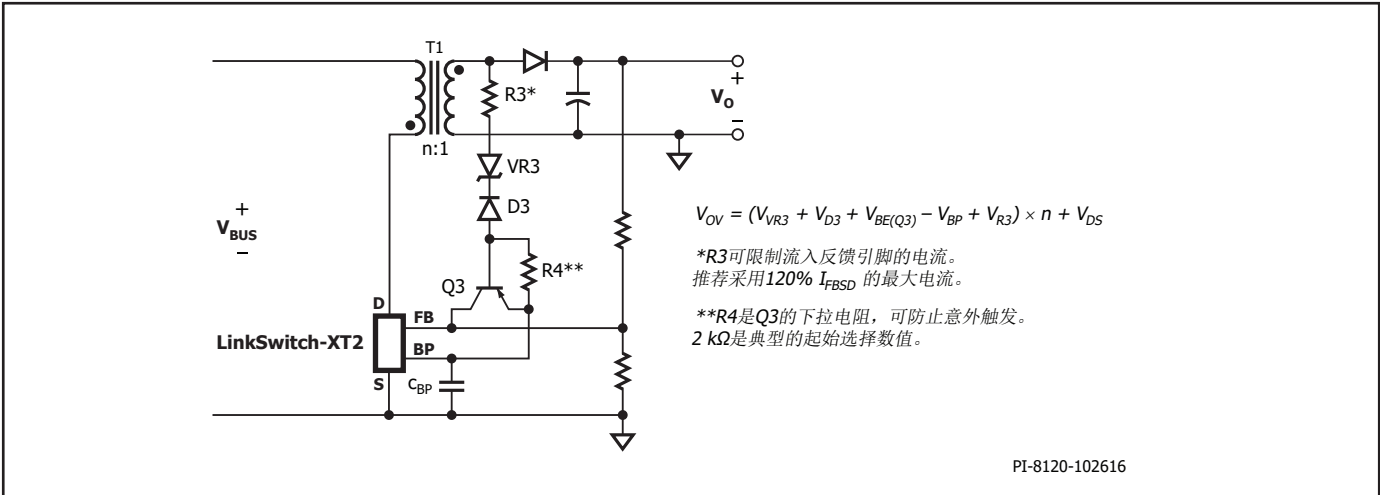 T1
R3*
+
V_O
−
n:1
VR3
D3
+
V_BUS
−
R4**
Q3
D
FB
LinkSwitch-XT2
BP
S
C_BP
V_OV = (V_VR3 + V_D3 + V_BE(Q3) − V_BP + V_R3) × n + V_DS
*R3可限制流入反馈引脚的电流。
推荐采用120% I_FBSD 的最大电流。
**R4是Q3的下拉电阻，可防止意外触发。
2 kΩ是典型的起始选择数值。
PI-8120-102616